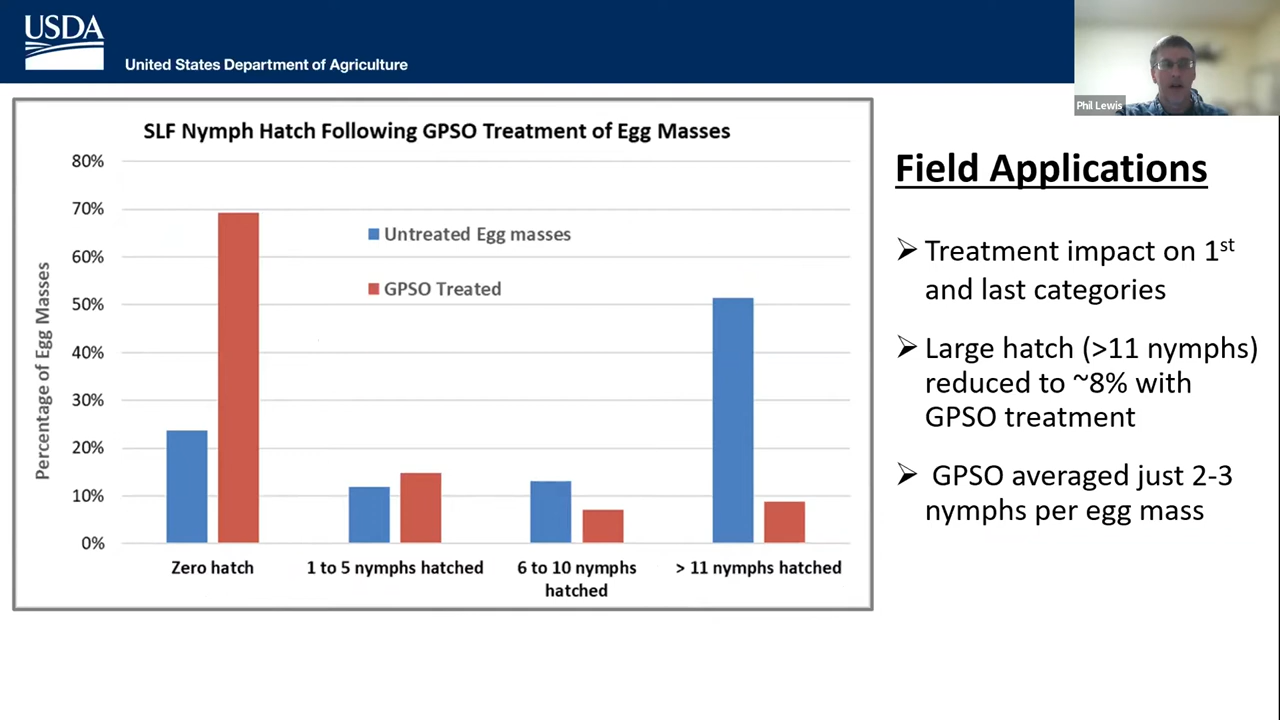 USDA
United States Department of Agriculture
Phil Lewis
SLF Nymph Hatch Following GPSO Treatment of Egg Masses
80%
70%
60%
50%
40%
30%
20%
10%
0%
Percentage of Egg Masses
Untreated Egg masses
GPSO Treated
Zero hatch
1 to 5 nymphs hatched
6 to 10 nymphs
hatched
> 11 nymphs hatched
Field Applications
Treatment impact on 1st
and last categories
Large hatch (>11 nymphs)
reduced to ~8% with
GPSO treatment
GPSO averaged just 2-3
nymphs per egg mass